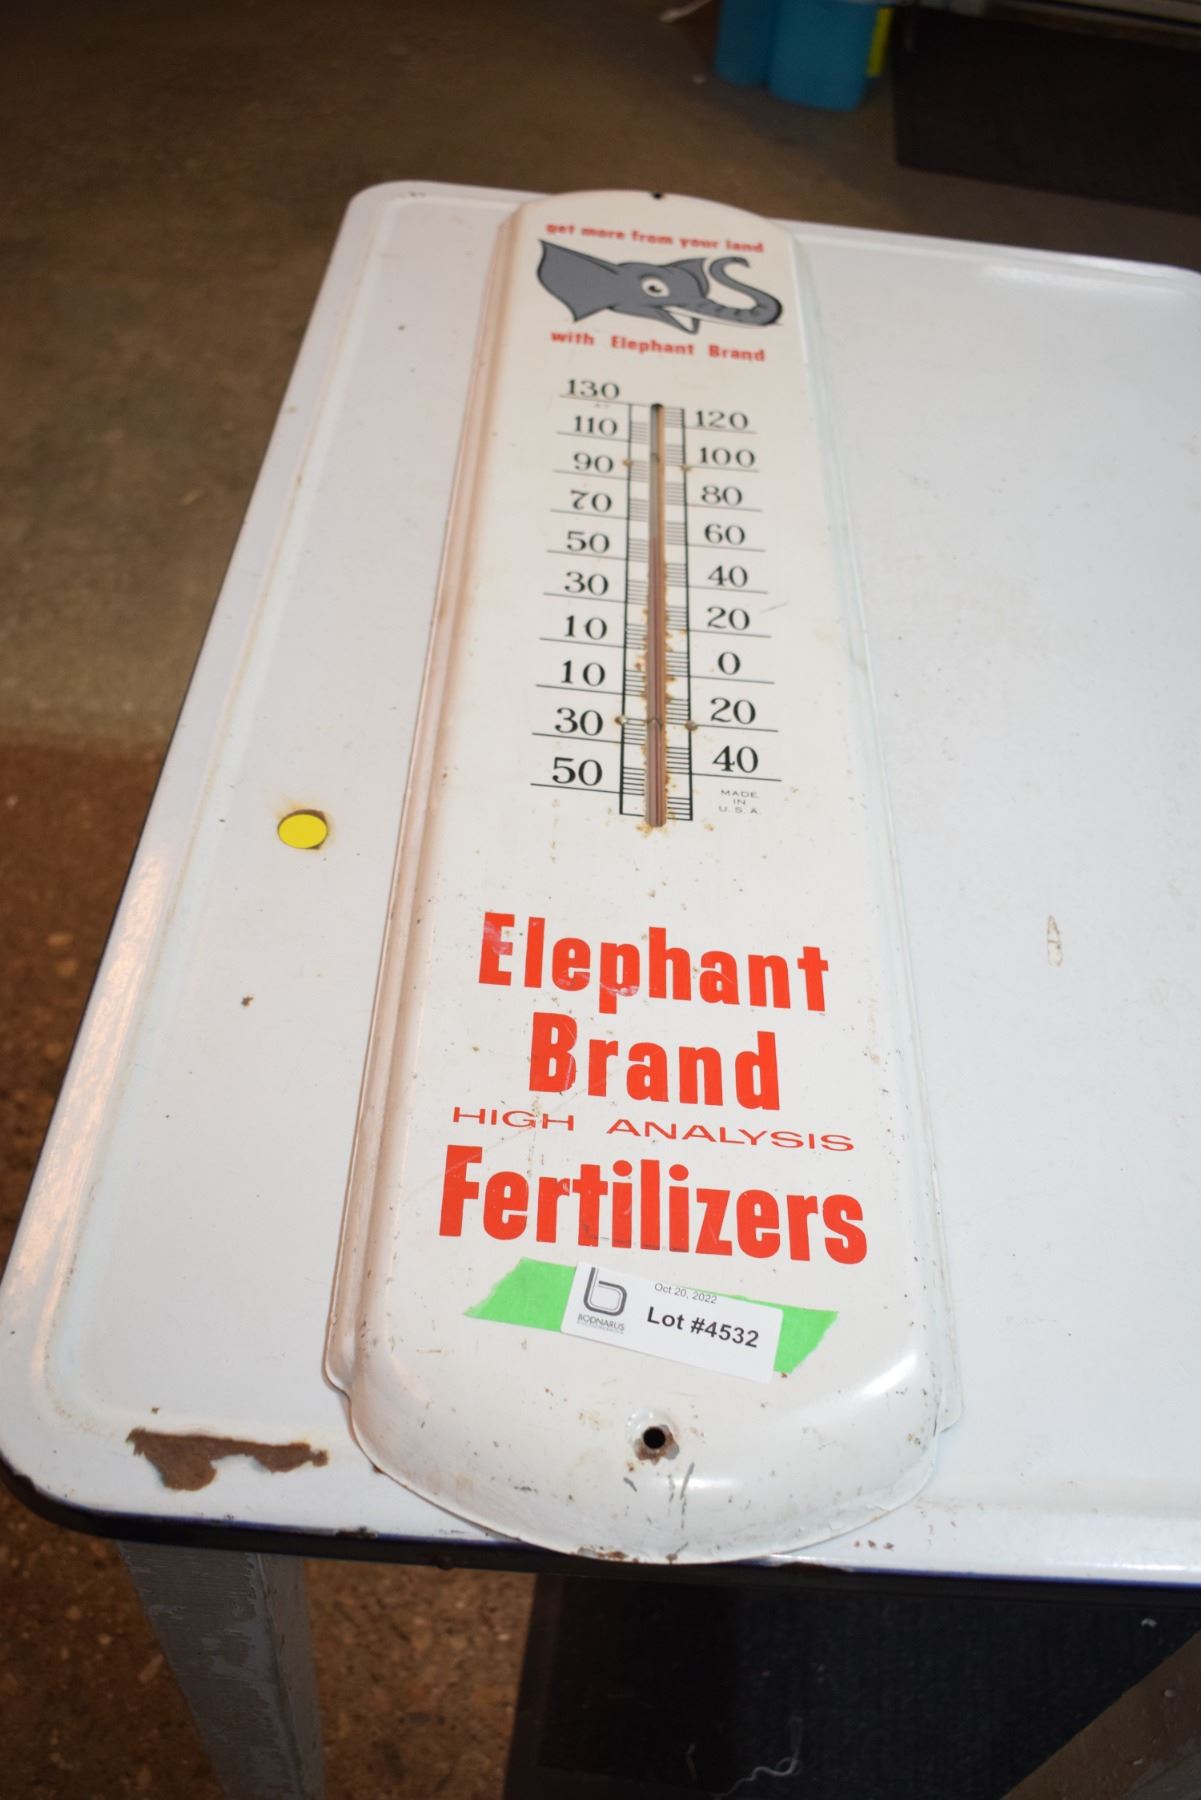 get more from your land
with Elephant Brand
130
120
110
100
90
80
70
60
50
40
30
20
10
0
10
20
30
40
50
MADE
IN
U.S.A.
Elephant
Brand
HIGH ANALYSIS
Fertilizers
Oct 20, 2022
Lot #4532
BODNARUS